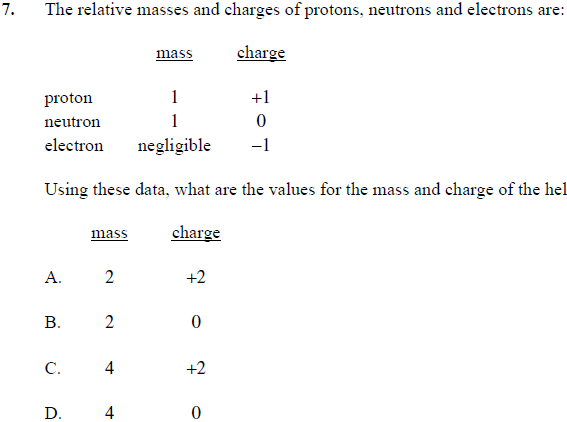 7. The relative masses and charges of protons, neutrons and electrons are:
mass charge
proton 1 +1
neutron 1 0
electron negligible −1
Using these data, what are the values for the mass and charge of the hel
mass charge
A. 2 +2
B. 2 0
C. 4 +2
D. 4 0